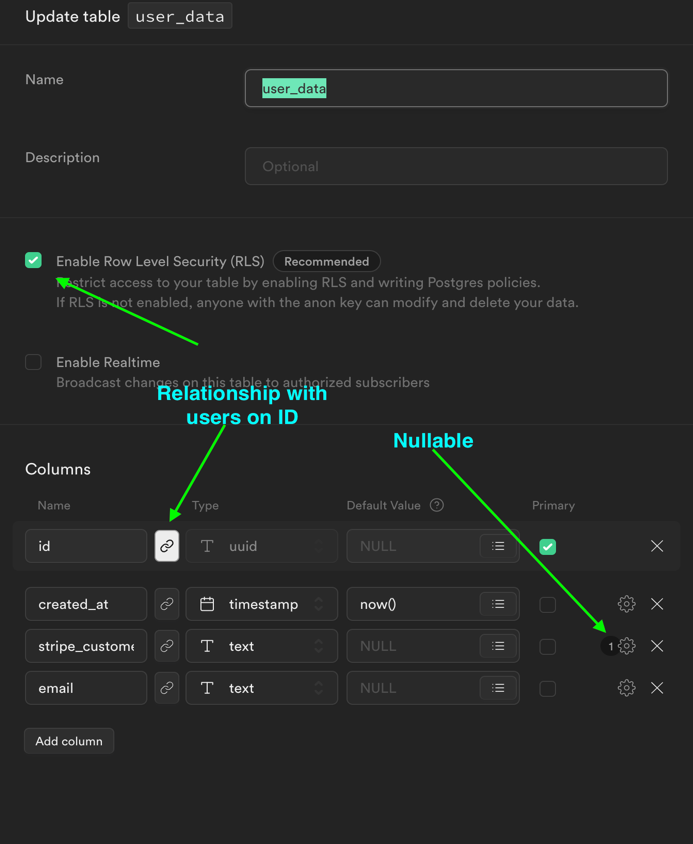 Update table user_data
Name
user_data
Description
Optional
Enable Row Level Security (RLS) Recommended
Restrict access to your table by enabling RLS and writing Postgres policies.
If RLS is not enabled, anyone with the anon key can modify and delete your data.
Enable Realtime
Broadcast changes on this table to authorized subscribers
Relationship with
users on ID
Nullable
Columns
Name Type Default Value ? Primary
id T uuid NULL
created_at timestamp now()
stripe_custome T text NULL 1
email T text NULL
Add column